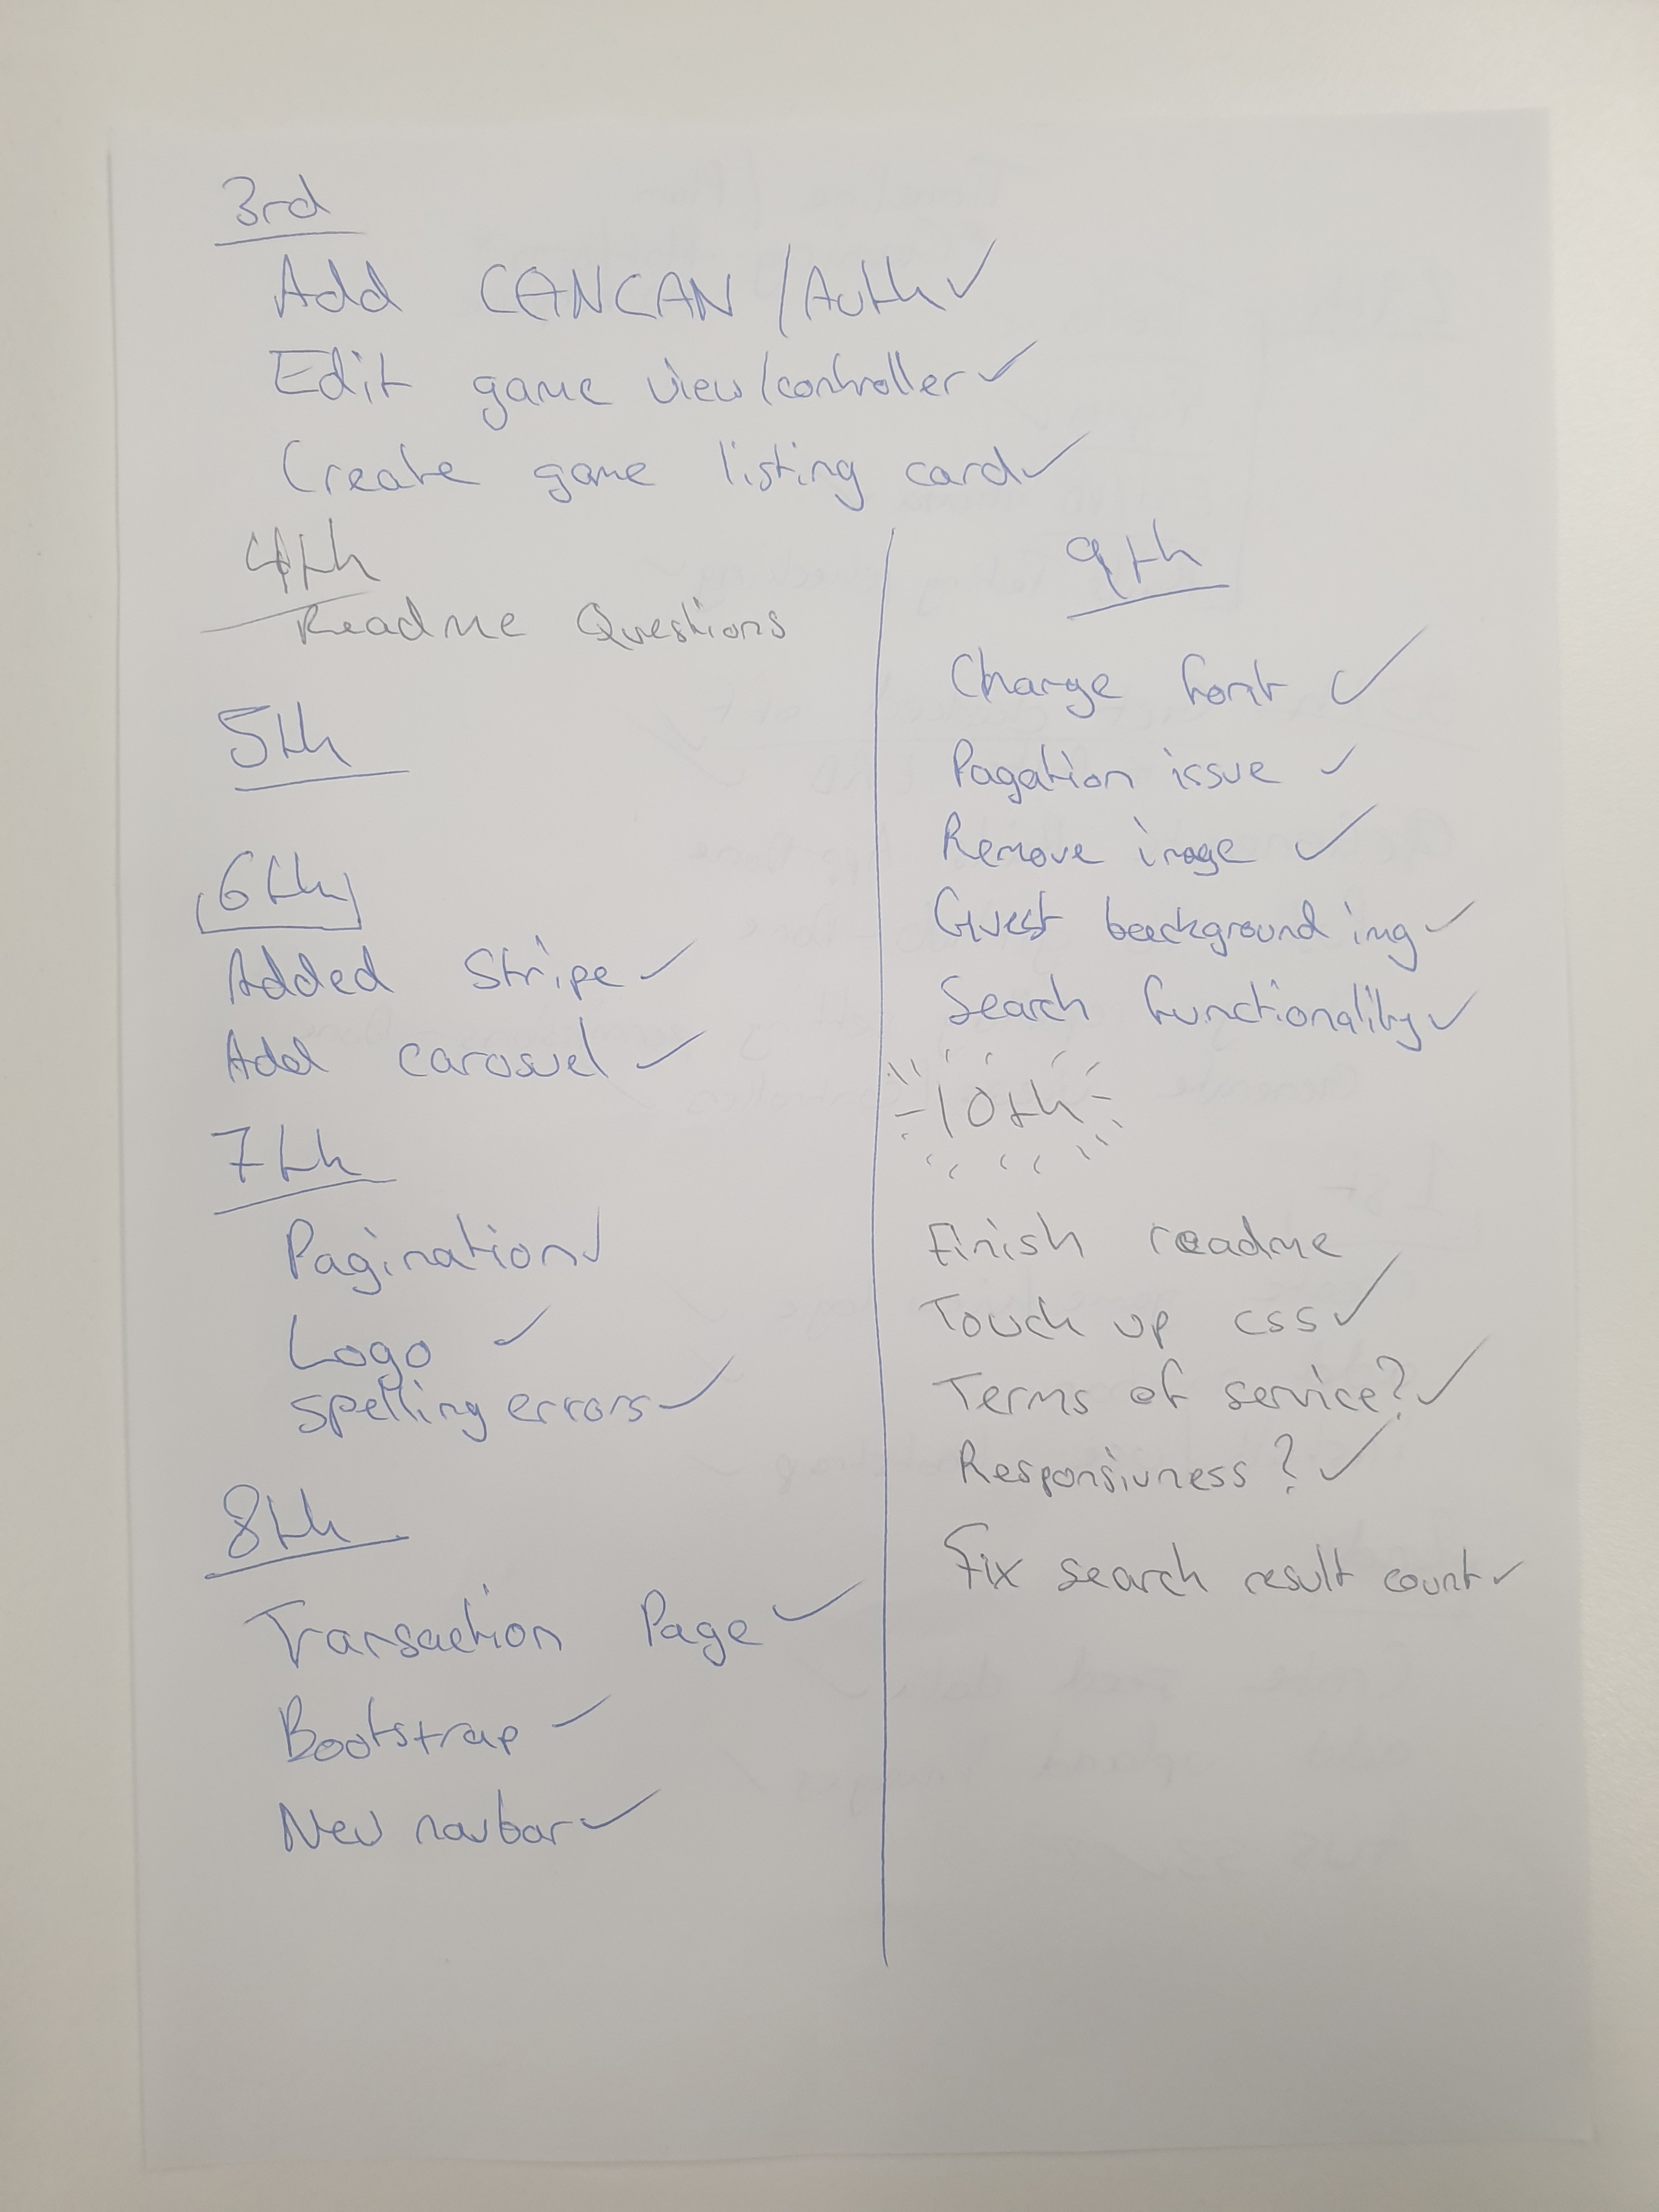 3rd
Add CANCAN / Auth ✓
Edit game view/controller ✓
Create game listing card ✓
4th
Readme Questions
5th
6th
Added Stripe ✓
Add carosuel ✓
7th
Pagination ✓
Logo ✓
spelling errors ✓
8th
Transaction Page ✓
Bootstrap ✓
New navbar ✓
9th
Change font ✓
Pagation issue ✓
Remove image ✓
Guest background img ✓
Search functionality ✓
10th
Finish readme
Touch up css ✓
Terms of service? ✓
Responsivness? ✓
Fix search result count ✓